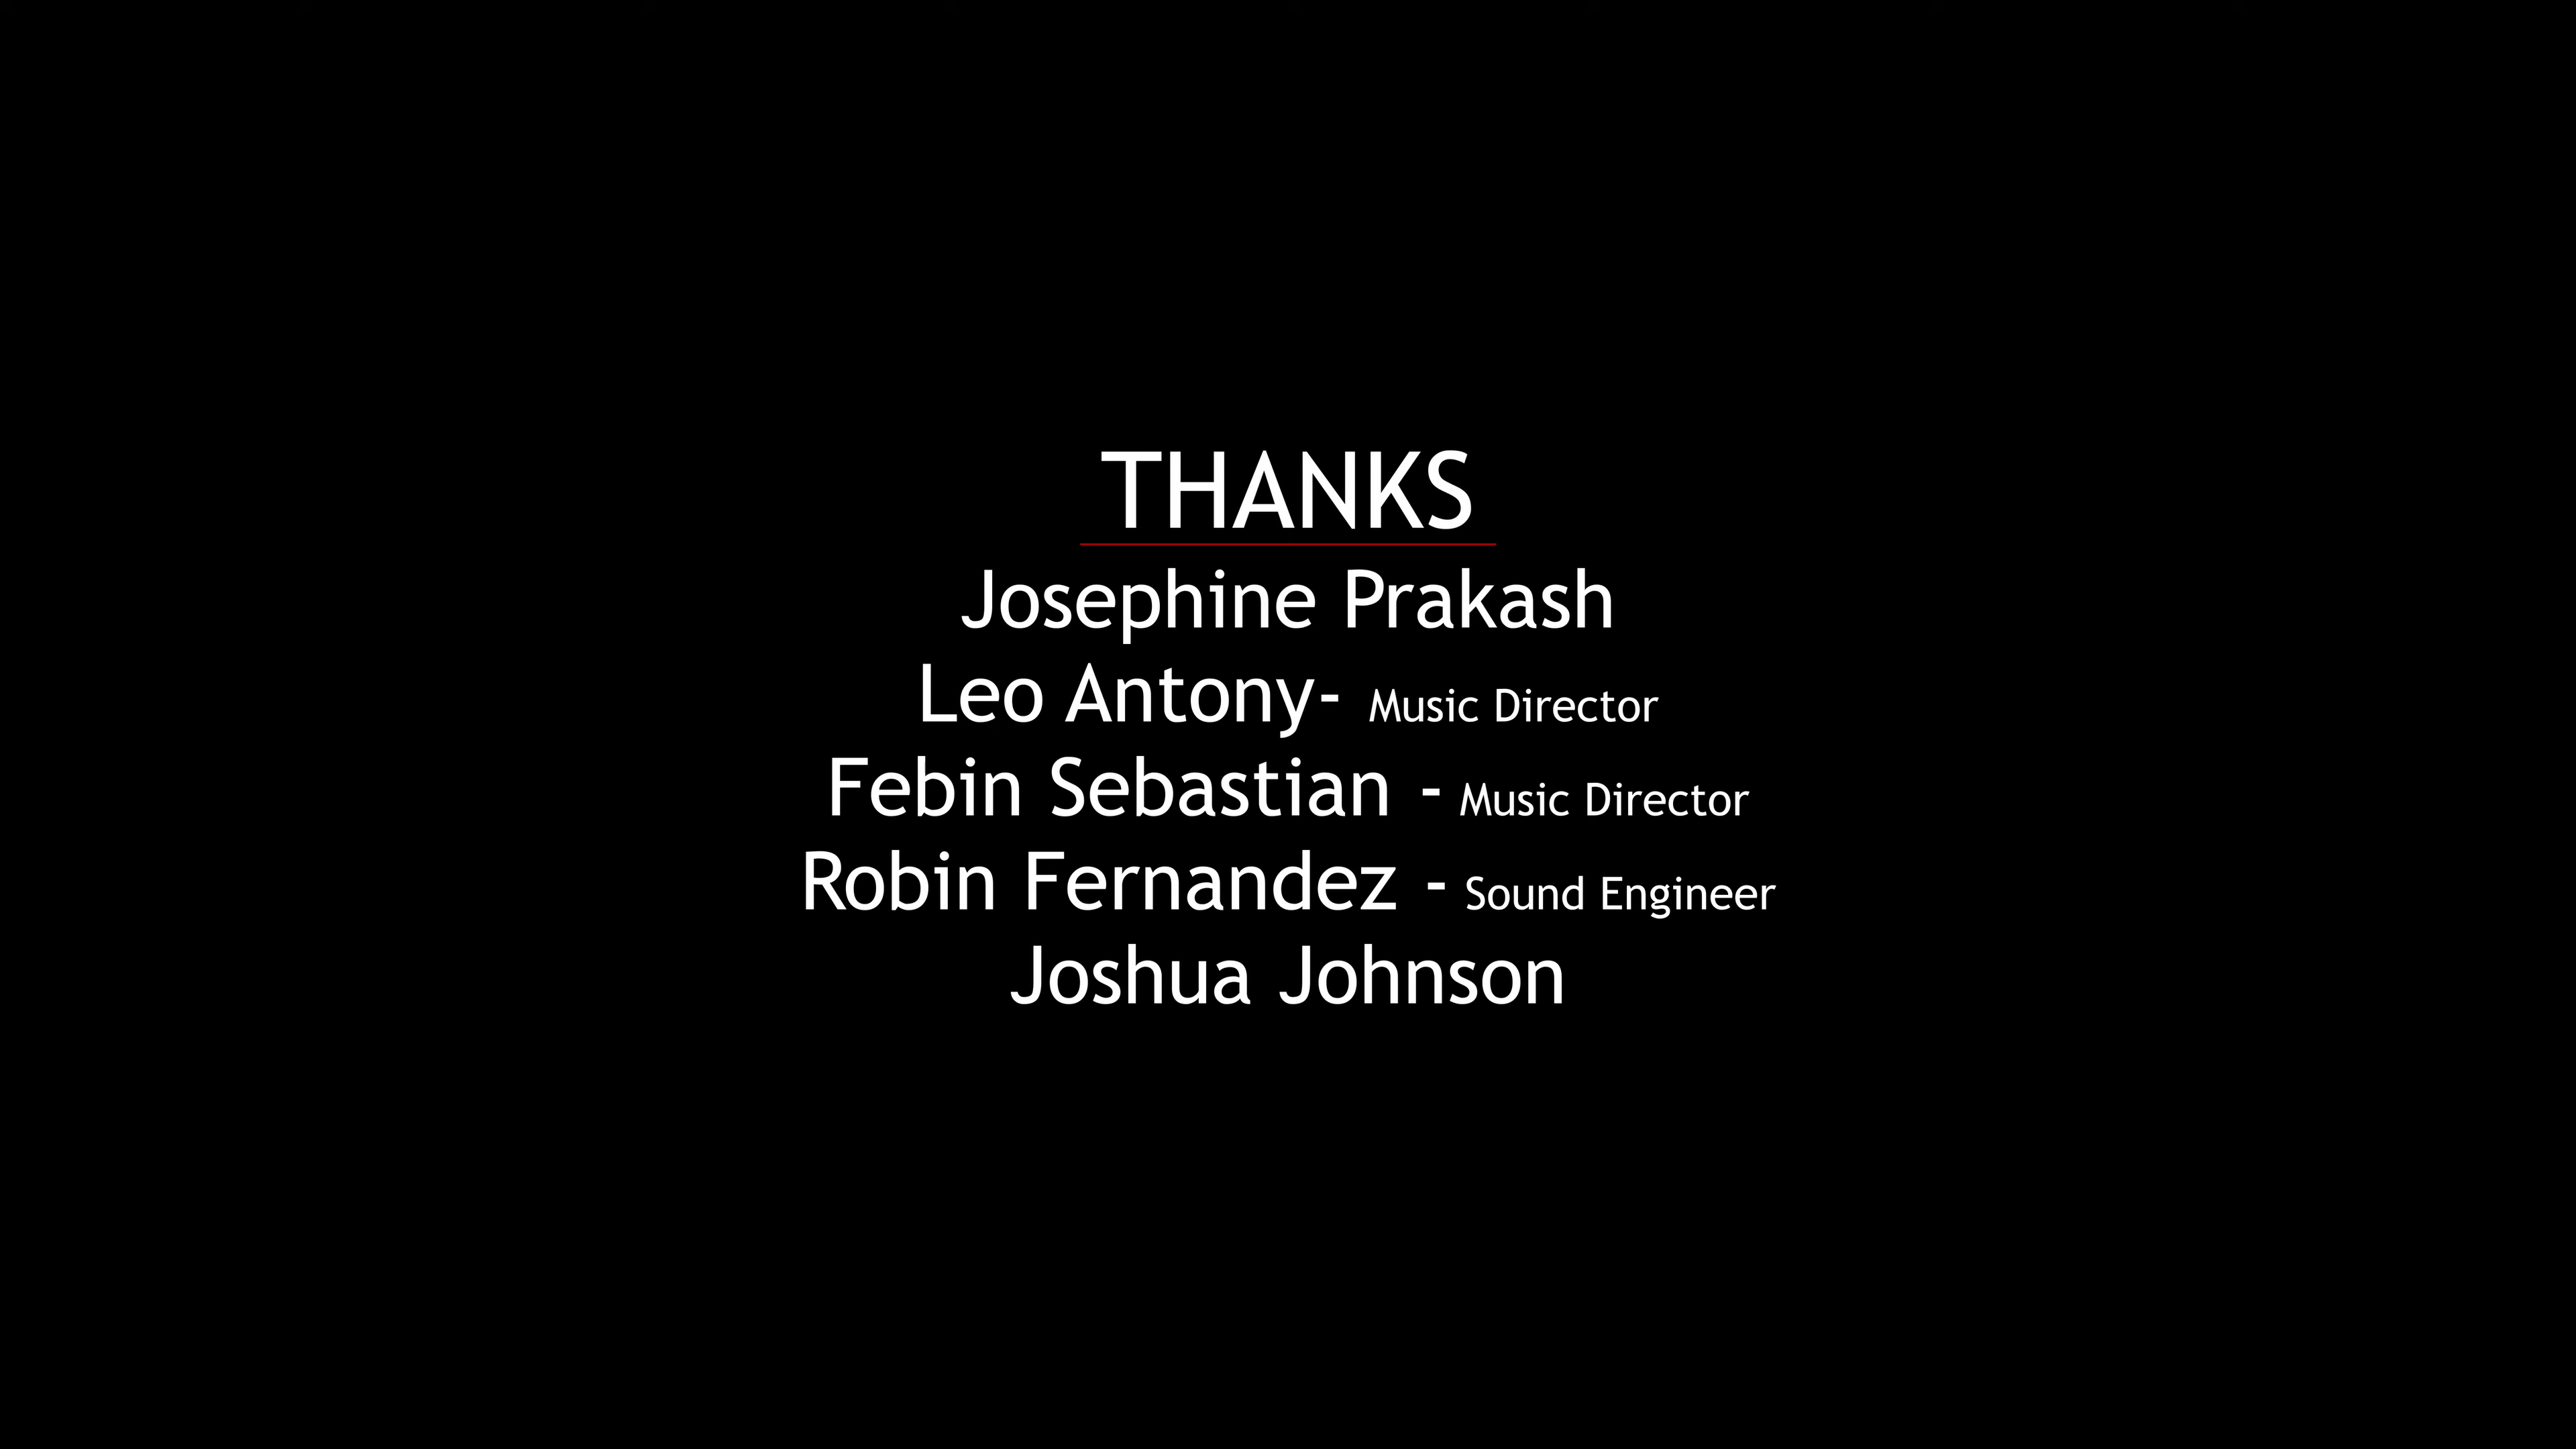 THANKS
Josephine Prakash
Leo Antony- Music Director
Febin Sebastian - Music Director
Robin Fernandez - Sound Engineer
Joshua Johnson